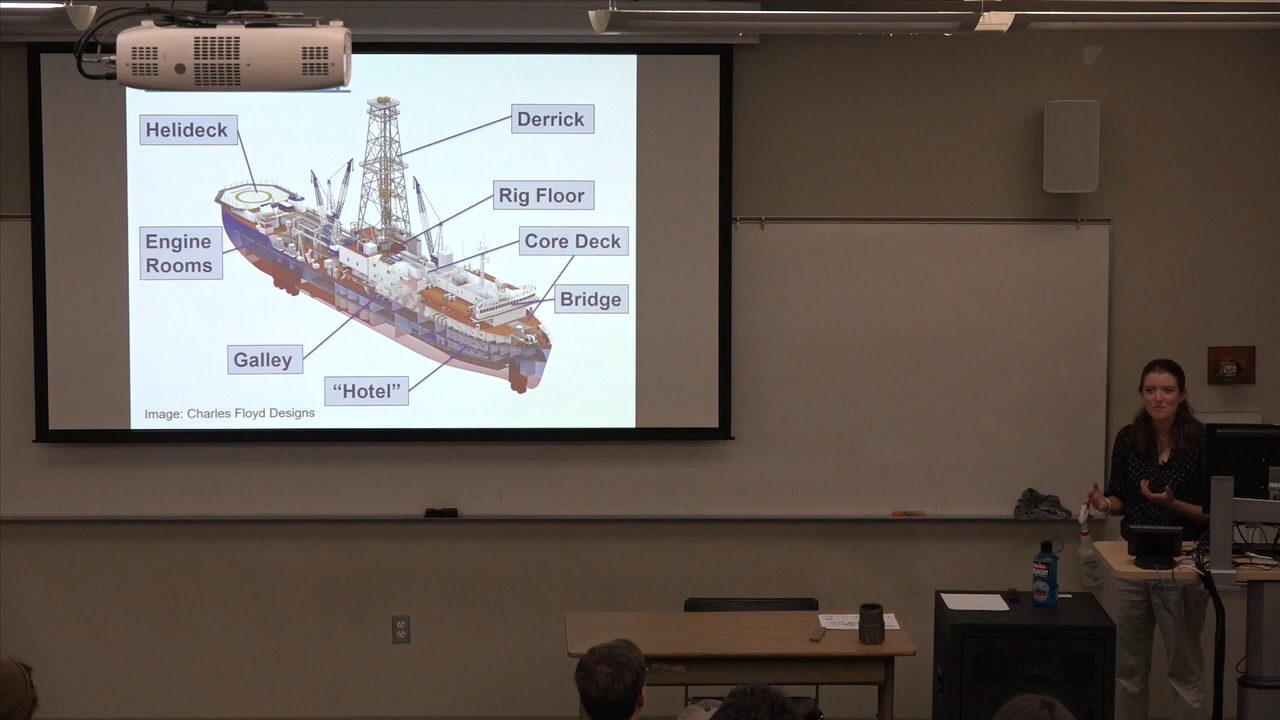 Helideck
Derrick
Rig Floor
Engine
Rooms
Core Deck
Bridge
Galley
“Hotel”
Image: Charles Floyd Designs